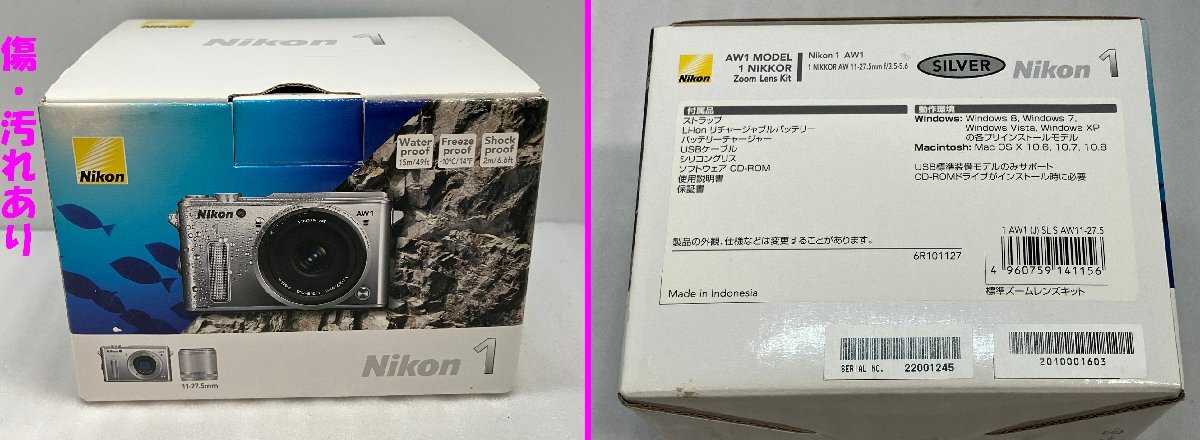 傷・汚れあり
Nikon 1
Nikon
Water proof 15m/49ft
Freeze proof -10°C/14°F
Shock proof 2m/6.6ft
Nikon
AW1
Nikon 1
11-27.5mm
Nikon
AW1 MODEL
1 NIKKOR
Zoom Lens Kit
Nikon 1 AW1
1 NIKKOR AW 11-27.5mm f/3.5-5.6
SILVER
Nikon 1
付属品
ストラップ
Li-ion リチャージャブルバッテリー
バッテリーチャージャー
USBケーブル
シリコングリス
ソフトウェア CD-ROM
使用説明書
保証書
動作環境
Windows: Windows 8, Windows 7,
Windows Vista, Windows XP
の各プリインストールモデル
Macintosh: Mac OS X 10.6, 10.7, 10.8
USB標準装備モデルのみサポート
CD-ROMドライブがインストール時に必要
製品の外観、仕様などは変更することがあります。
6R101127
Made in Indonesia
1 AW1 (J) SL S AW11-27.5
4 960759 141156
標準ズームレンズキット
SERIAL NO. 22001245
2010001603